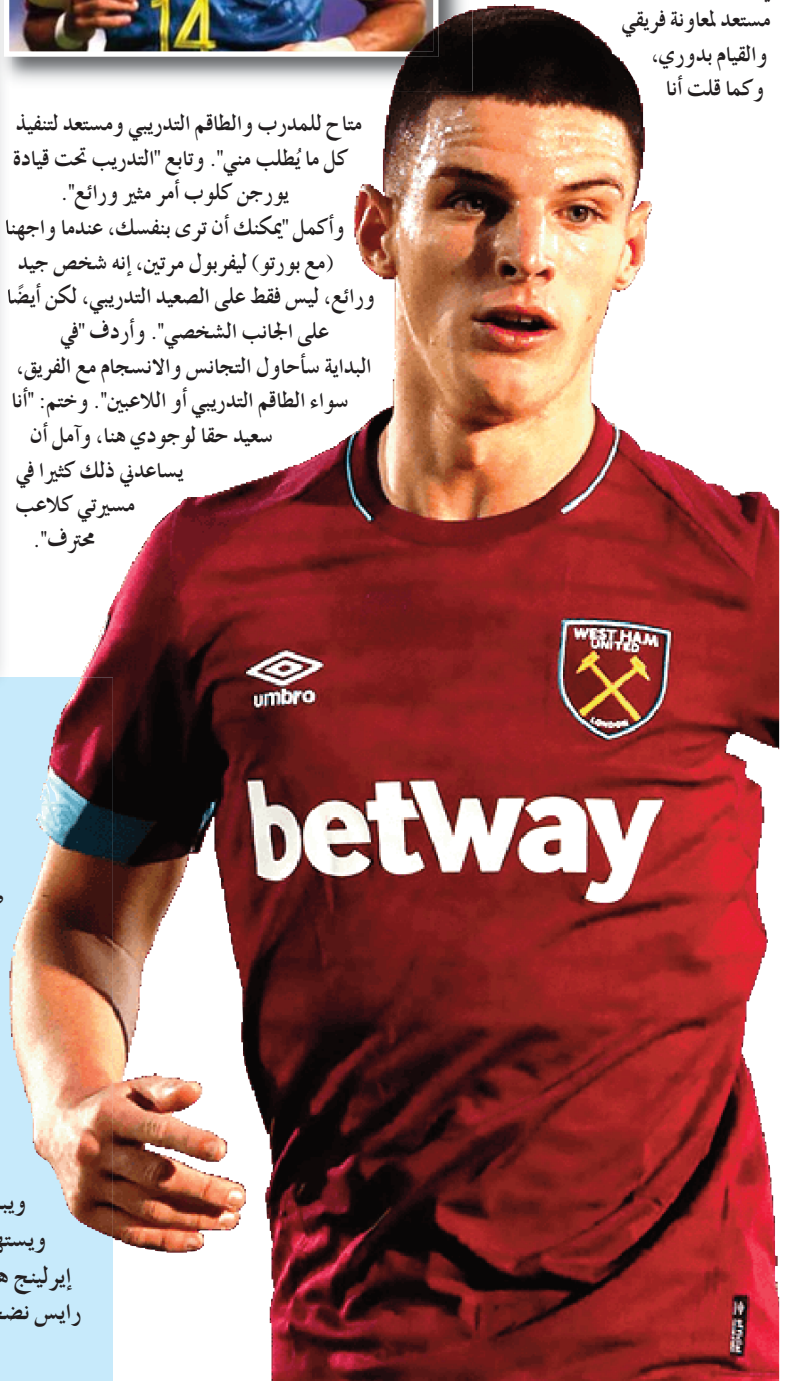 14
مستعد لمعاونة فريقي
والقيام بدوري،
وكما قلت أنا
متاح للمدرب والطاقم التدريبي ومستعد لتنفيذ
كل ما يُطلب مني". وتابع "التدريب تحت قيادة
يورجن كلوب أمر مثير ورائع".
وأكمل "يمكنك أن ترى بنفسك، عندما واجهنا
(مع بورتو) ليفربول مرتين، إنه شخص جيد
ورائع، ليس فقط على الصعيد التدريبي، لكن أيضًا
على الجانب الشخصي". وأردف "في
البداية سأحاول التجانس والانسجام مع الفريق،
سواء الطاقم التدريبي أو اللاعبين". وختم: "أنا
سعيد حقا لوجودي هنا، وآمل أن
يساعدني ذلك كثيرا في
مسيرتي كلاعب
محترف".
WEST HAM
UNITED
LONDON
umbro
betway
إيرلينج
رايس